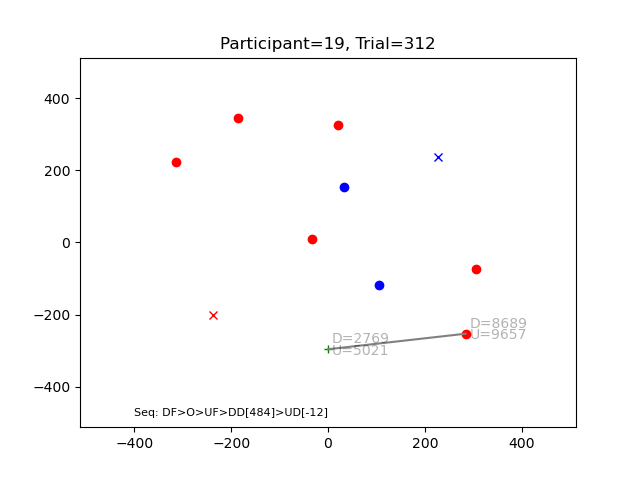 Participant=19, Trial=312
400
200
0
−200
−400
D=8689
U=9657
D=2769
U=5021
Seq: DF>O>UF>DD[484]>UD[-12]
−400
−200
0
200
400